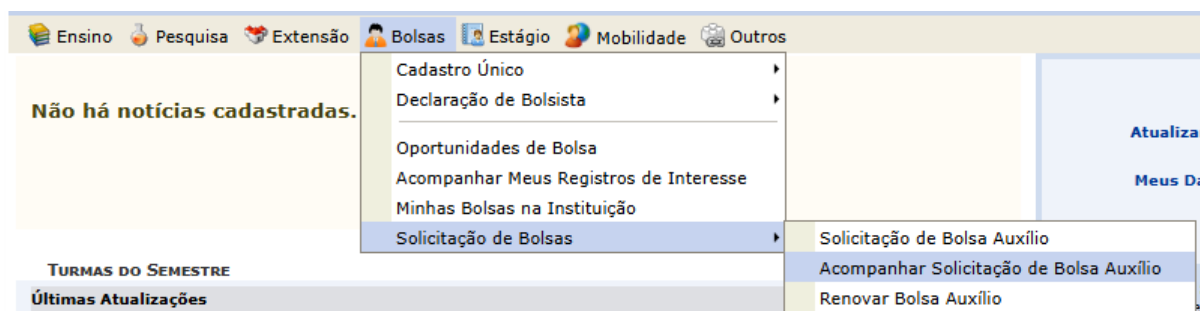 Ensino Pesquisa Extensão Bolsas Estágio Mobilidade Outros
Cadastro Único
Não há notícias cadastradas.
Declaração de Bolsista
Oportunidades de Bolsa
Acompanhar Meus Registros de Interesse
Minhas Bolsas na Instituição
Solicitação de Bolsas
Solicitação de Bolsa Auxílio
Acompanhar Solicitação de Bolsa Auxílio
Renovar Bolsa Auxílio
Meus
TURMAS DO SEMESTRE
Últimas Atualizações